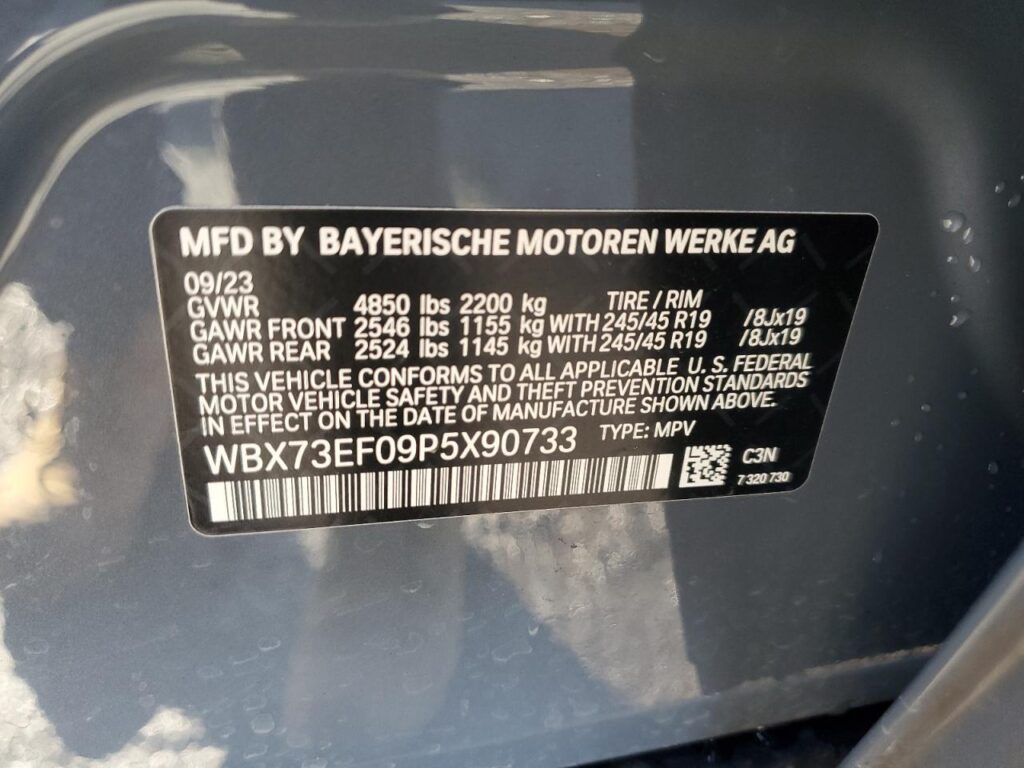 MFD BY BAYERISCHE MOTOREN WERKE AG
09/23
GVWR 4850 lbs 2200 kg TIRE / RIM
GAWR FRONT 2546 lbs 1155 kg WITH 245/45 R19 /8Jx19
GAWR REAR 2524 lbs 1145 kg WITH 245/45 R19 /8Jx19
THIS VEHICLE CONFORMS TO ALL APPLICABLE U. S. FEDERAL
MOTOR VEHICLE SAFETY AND THEFT PREVENTION STANDARDS
IN EFFECT ON THE DATE OF MANUFACTURE SHOWN ABOVE.
WBX73EF09P5X90733 TYPE: MPV
C3N
7 320 730